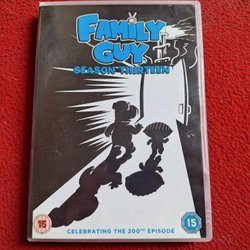 FAMILY
GUY
SEASON THIRTEEN
15
CELEBRATING THE 200TH EPISODE
15